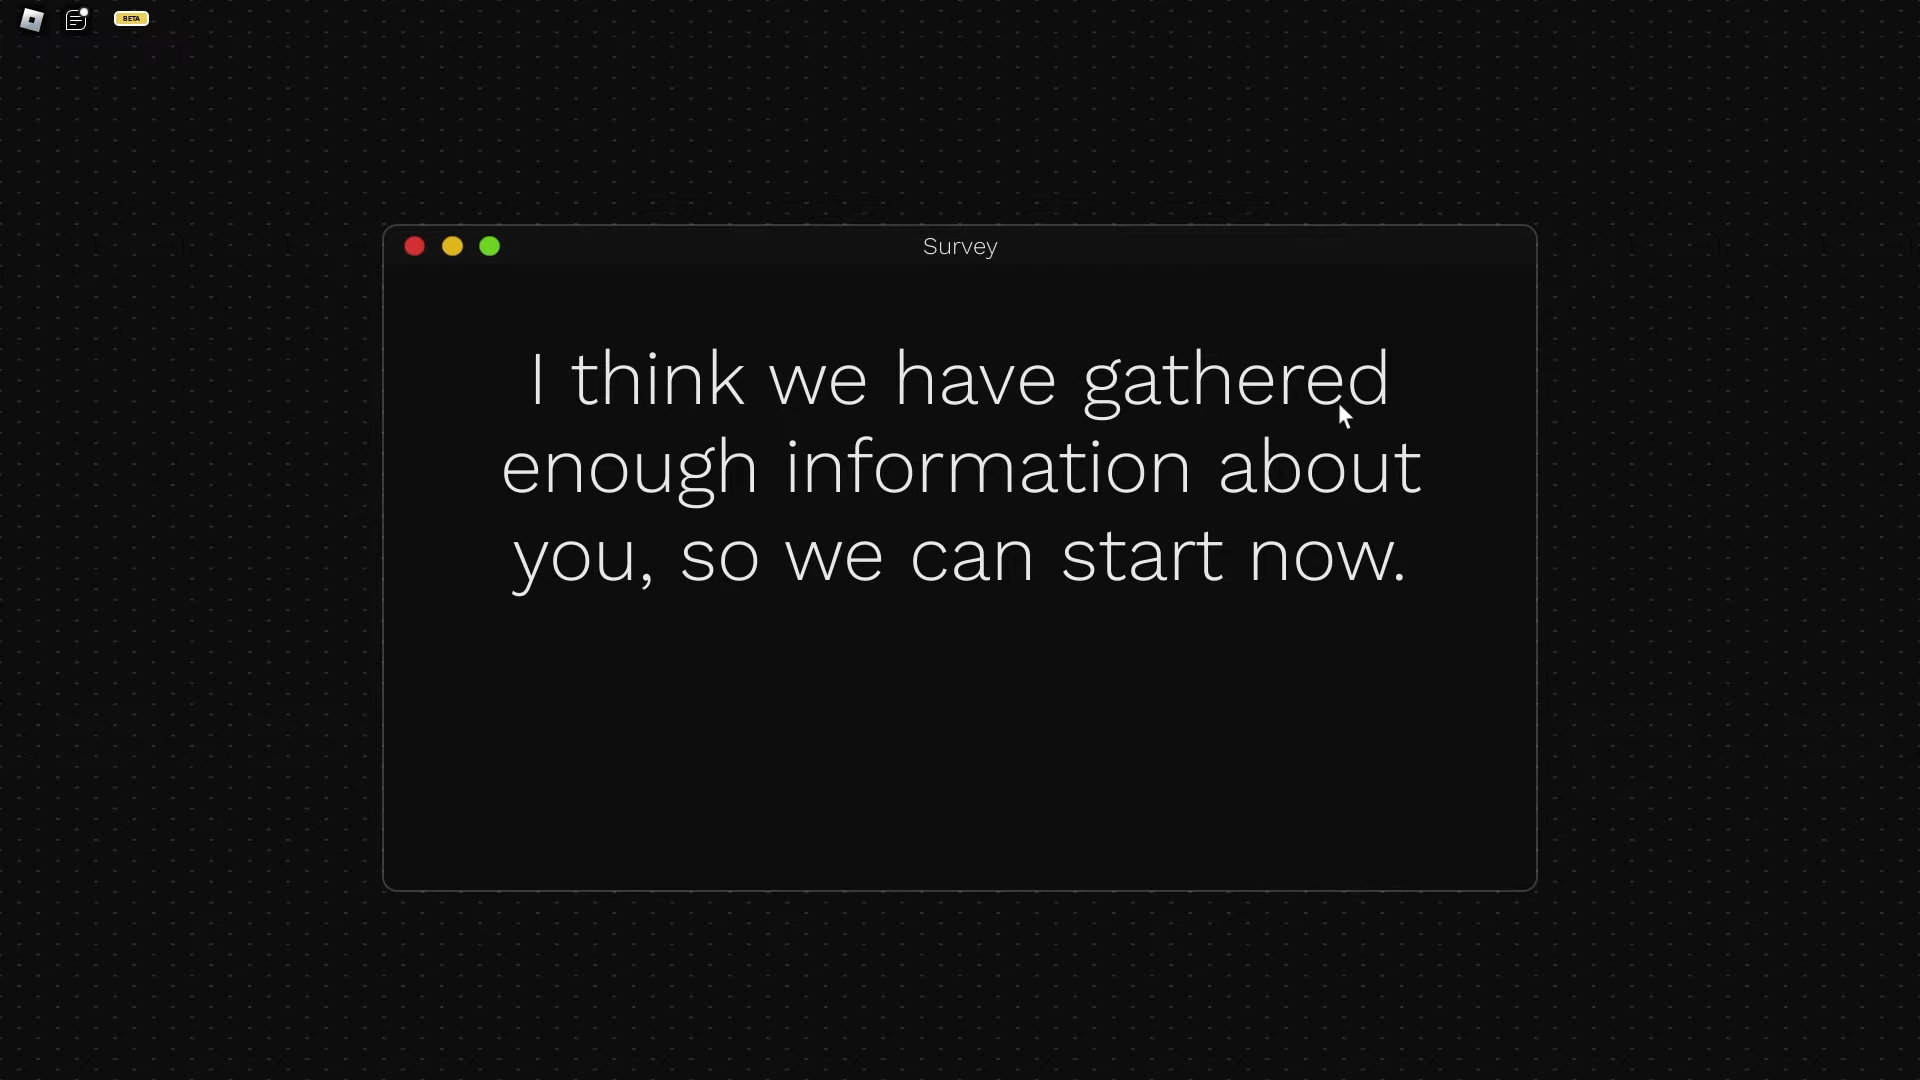 BETA
Survey
I think we have gathered
enough information about
you, so we can start now.